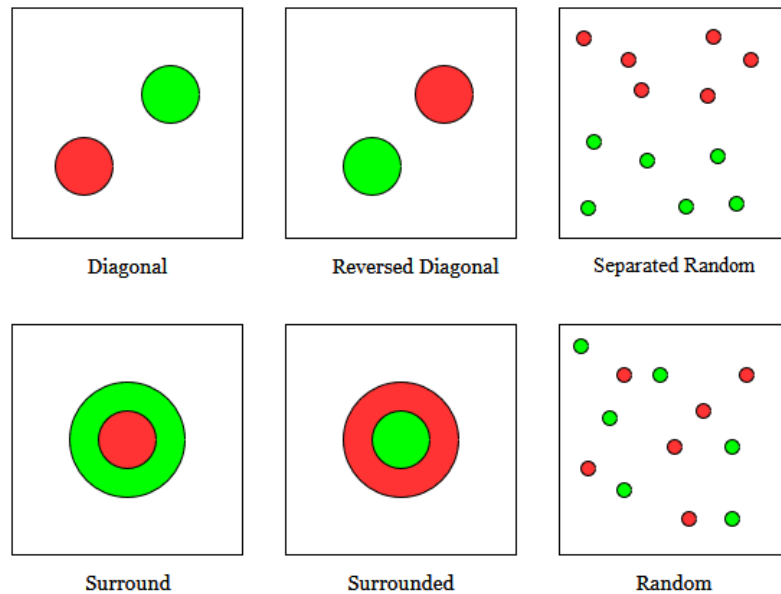 Diagonal
Reversed Diagonal
Separated Random
Surround
Surrounded
Random